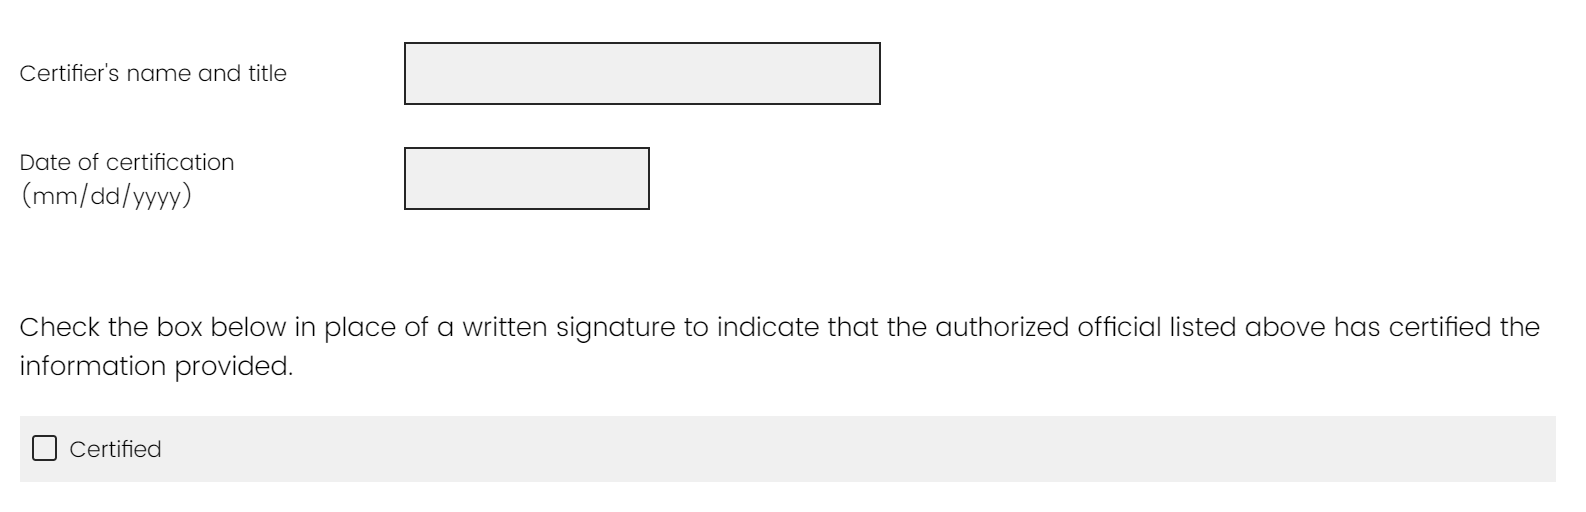 Certifier's name and title
Date of certification
(mm/dd/yyyy)
Check the box below in place of a written signature to indicate that the authorized official listed above has certified the
information provided.
Certified